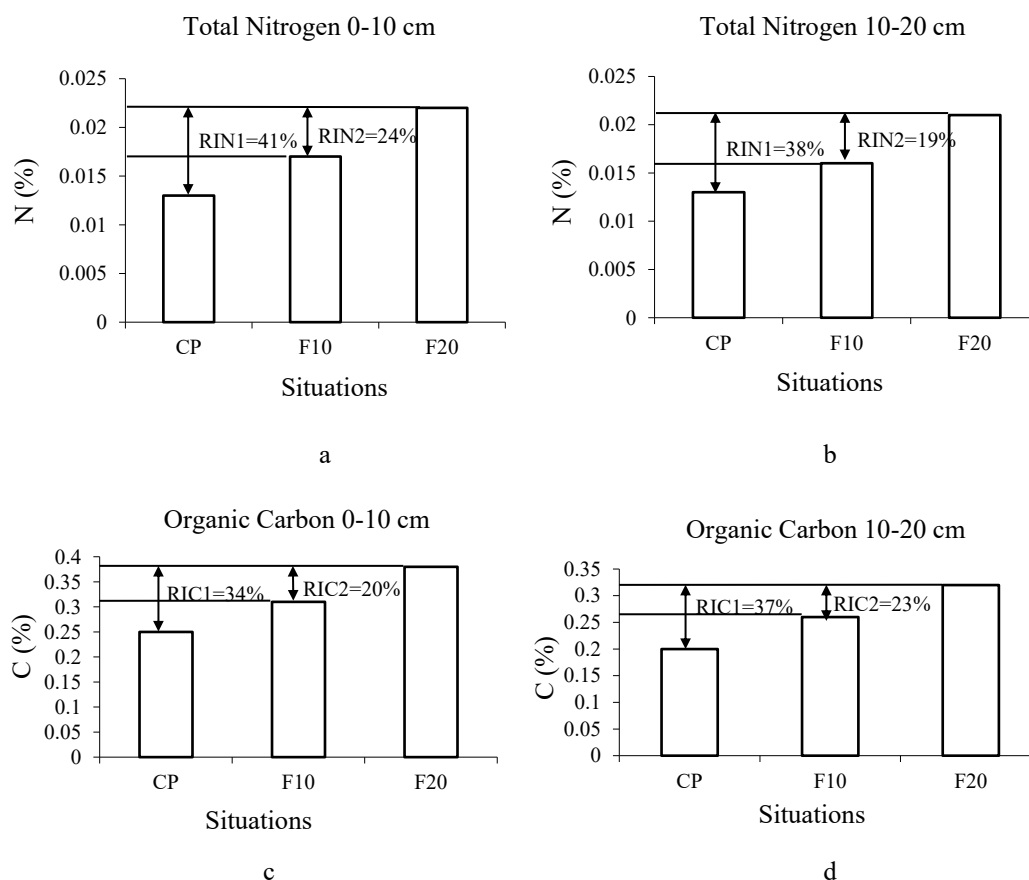 Total Nitrogen 0-10 cm
N (%)
0.025
0.02
0.015
0.01
0.005
0
RIN1=41%
RIN2=24%
CP
F10
F20
Situations
a
Total Nitrogen 10-20 cm
N (%)
0.025
0.02
0.015
0.01
0.005
0
RIN1=38%
RIN2=19%
CP
F10
F20
Situations
b
Organic Carbon 0-10 cm
C (%)
0.4
0.35
0.3
0.25
0.2
0.15
0.1
0.05
0
RIC1=34%
RIC2=20%
CP
F10
F20
Situations
c
Organic Carbon 10-20 cm
C (%)
0.35
0.3
0.25
0.2
0.15
0.1
0.05
0
RIC1=37%
RIC2=23%
CP
F10
F20
Situations
d